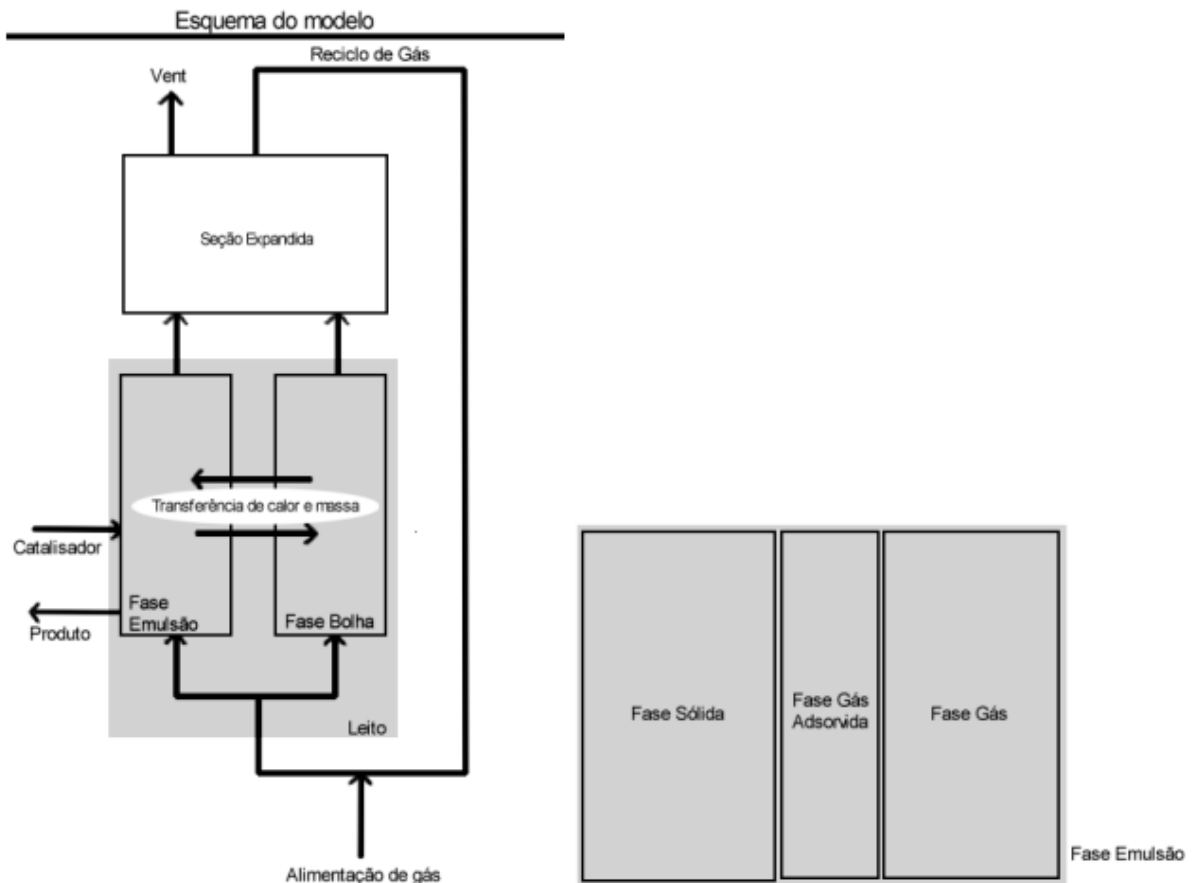 Esquema do modelo
Reciclo de Gás
Vent
Seção Expandida
Transferência de calor e massa
Catalisador
Fase
Emulsão
Fase Bolha
Produto
Leito
Alimentação de gás
Fase Sólida
Fase Gás
Adsorvida
Fase Gás
Fase Emulsão